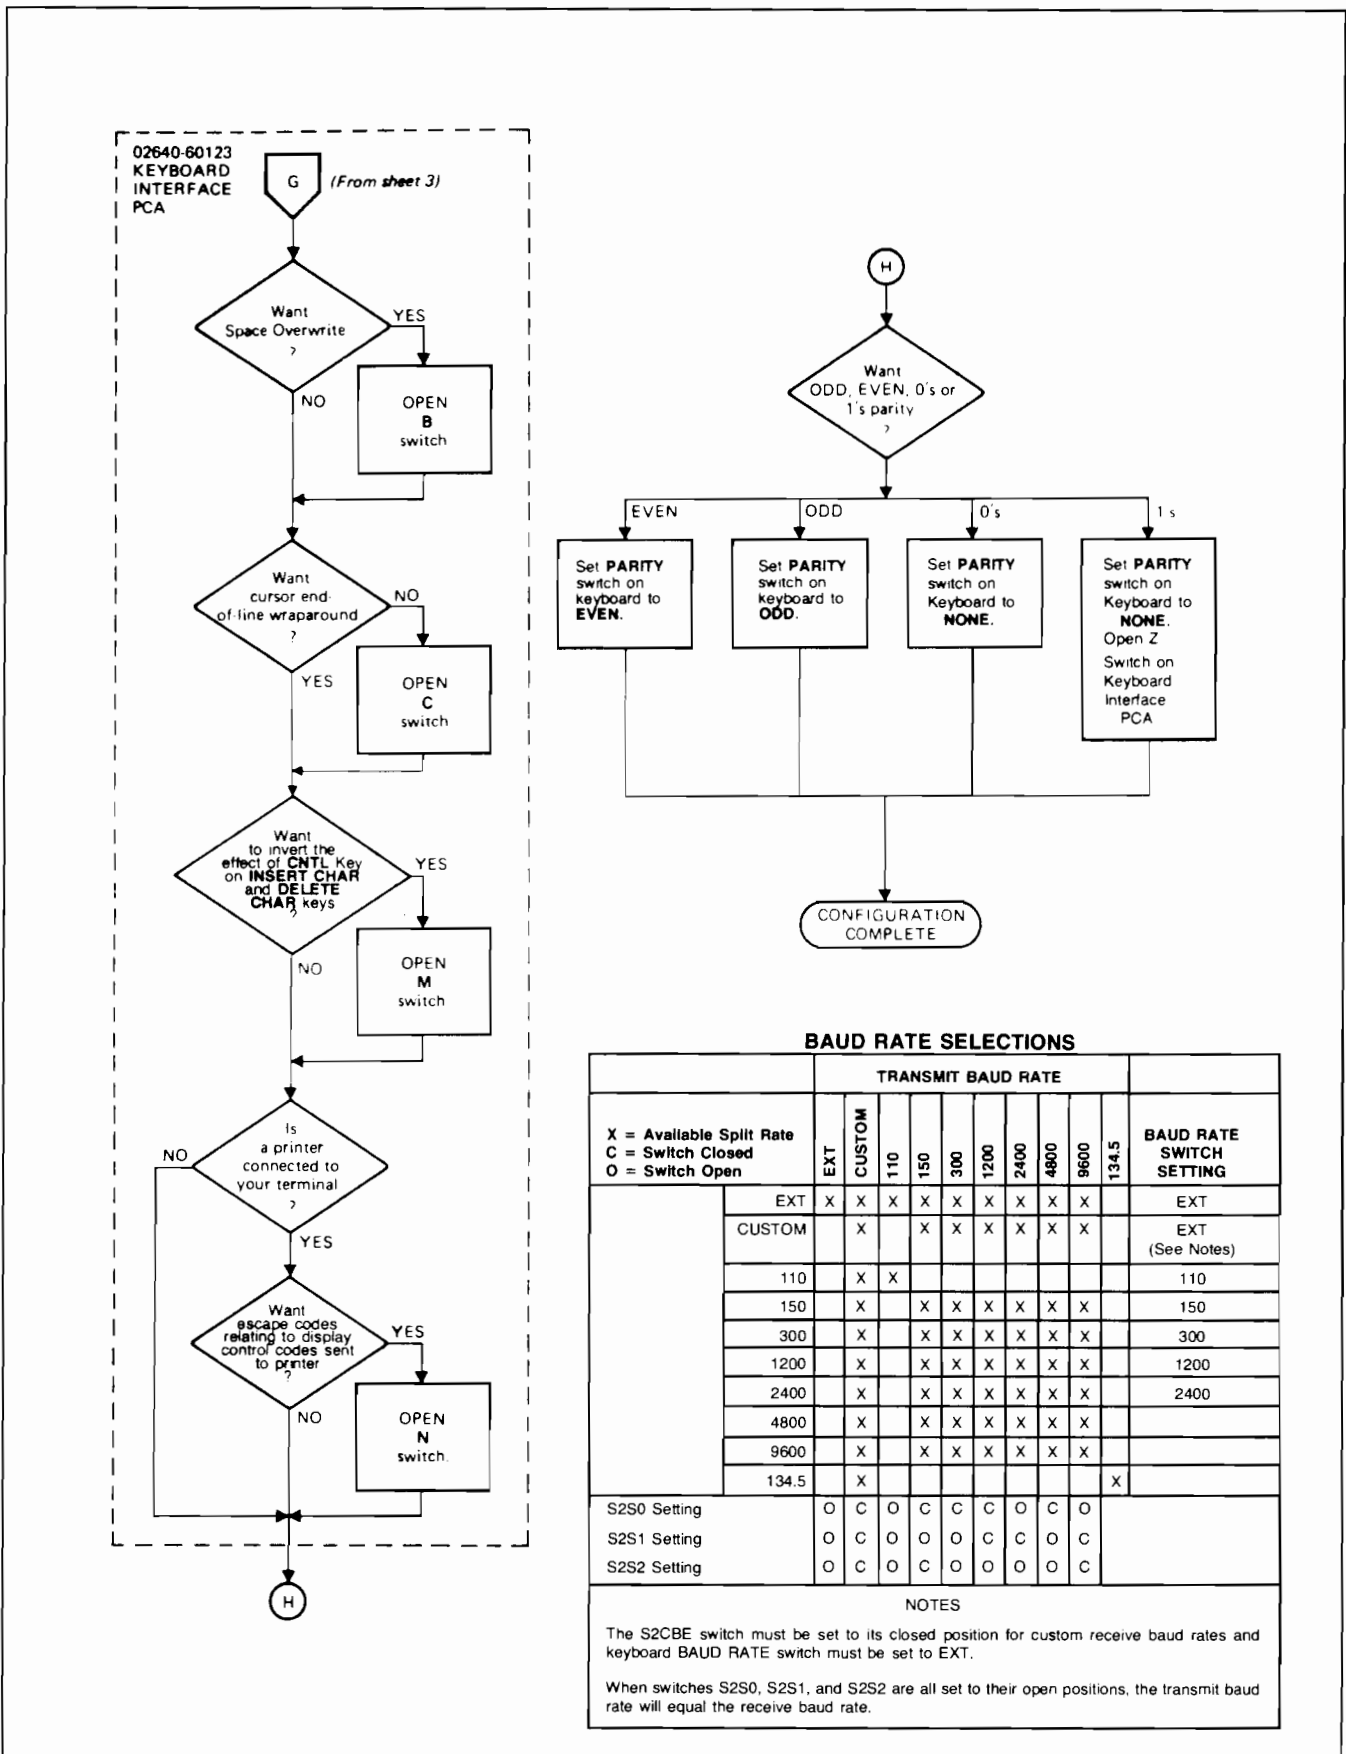 02640-60123
KEYBOARD
INTERFACE
PCA
G
(From sheet 3)
Want
Space Overwrite
?
YES
NO
OPEN
B
switch
Want
cursor end-
of-line wraparound
?
NO
YES
OPEN
C
switch
Want
to invert the
effect of CNTL Key
on INSERT CHAR
and DELETE
CHAR keys
?
YES
NO
OPEN
M
switch
Is
a printer
connected to
your terminal
?
NO
YES
Want
escape codes
relating to display
control codes sent
to printer
?
YES
NO
OPEN
N
switch.
H
H
Want
ODD, EVEN, 0's or
1's parity
?
EVEN
ODD
0's
1 s
Set PARITY
switch on
keyboard to
EVEN.
Set PARITY
switch on
keyboard to
ODD.
Set PARITY
switch on
Keyboard to
NONE.
Set PARITY
switch on
Keyboard to
NONE.
Open Z
Switch on
Keyboard
Interface
PCA
CONFIGURATION
COMPLETE
BAUD RATE SELECTIONS
TRANSMIT BAUD RATE
X = Available Split Rate
C = Switch Closed
O = Switch Open
EXT CUSTOM 110 150 300 1200 2400 4800 9600 134.5
BAUD RATE
SWITCH
SETTING
EXT X X X X X X X X X EXT
CUSTOM X X X X X X X EXT
(See Notes)
110 X X 110
150 X X X X X X X 150
300 X X X X X X X 300
1200 X X X X X X X 1200
2400 X X X X X X X 2400
4800 X X X X X X X
9600 X X X X X X X
134.5 X X
S2S0 Setting O C O C C C O C O
S2S1 Setting O C O O O C C O C
S2S2 Setting O C O C O O O O C
NOTES
The S2CBE switch must be set to its closed position for custom receive baud rates and
keyboard BAUD RATE switch must be set to EXT.
When switches S2S0, S2S1, and S2S2 are all set to their open positions, the transmit baud
rate will equal the receive baud rate.